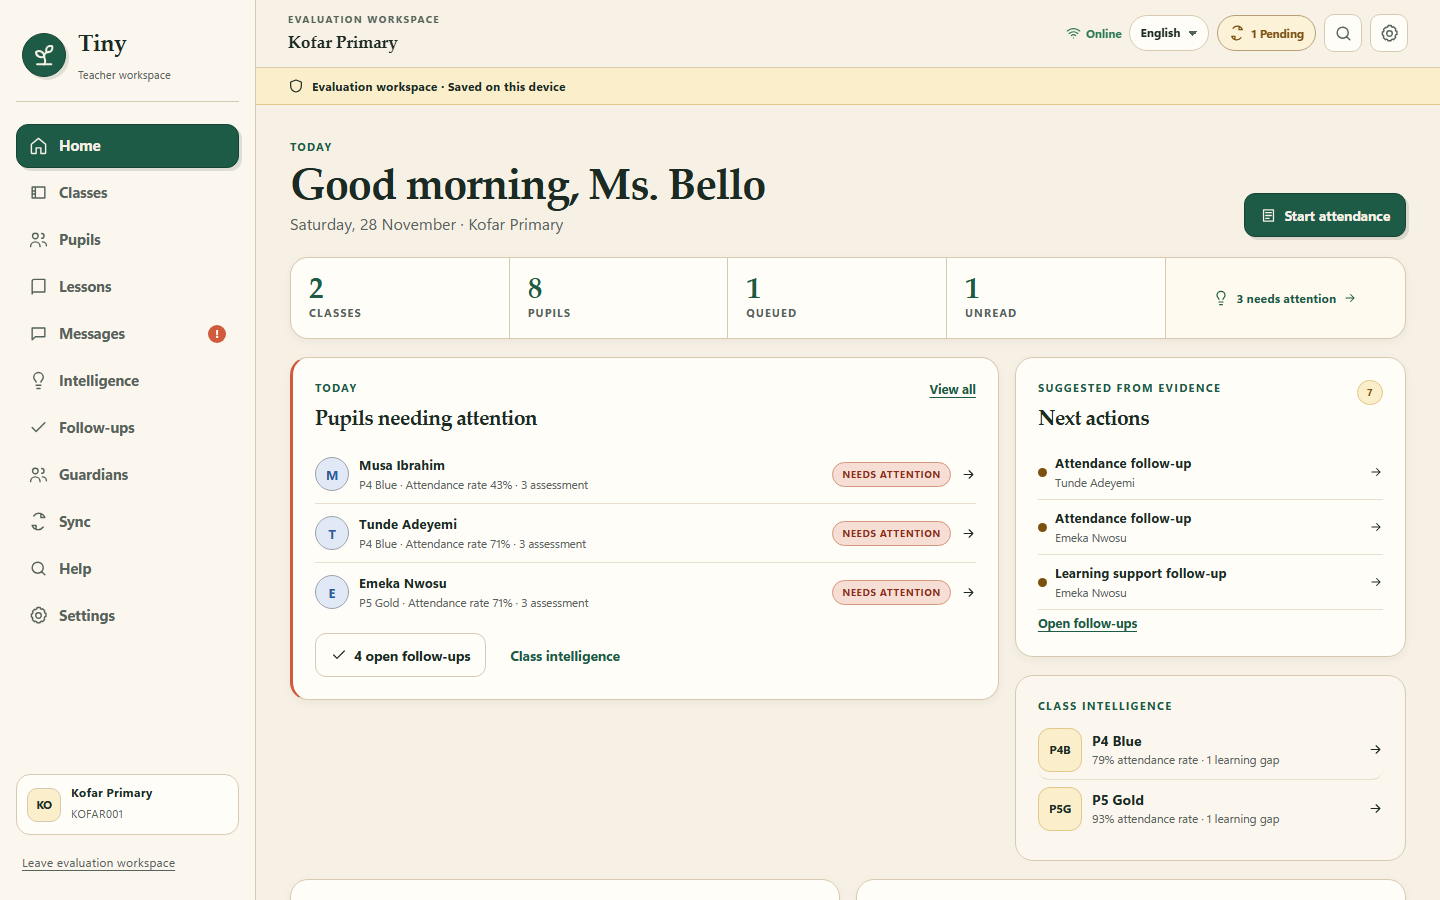 Tiny
Teacher workspace
Home
Classes
Pupils
Lessons
Messages
!
Intelligence
Follow-ups
Guardians
Sync
Help
Settings
KO
Kofar Primary
KOFAR001
Leave evaluation workspace
EVALUATION WORKSPACE
Kofar Primary
Online
English
1 Pending
Evaluation workspace · Saved on this device
TODAY
Good morning, Ms. Bello
Saturday, 28 November · Kofar Primary
Start attendance
2
CLASSES
8
PUPILS
1
QUEUED
1
UNREAD
3 needs attention →
TODAY
View all
Pupils needing attention
M
Musa Ibrahim
P4 Blue · Attendance rate 43% · 3 assessment
NEEDS ATTENTION →
T
Tunde Adeyemi
P4 Blue · Attendance rate 71% · 3 assessment
NEEDS ATTENTION →
E
Emeka Nwosu
P5 Gold · Attendance rate 71% · 3 assessment
NEEDS ATTENTION →
4 open follow-ups
Class intelligence
SUGGESTED FROM EVIDENCE
7
Next actions
Attendance follow-up
Tunde Adeyemi
→
Attendance follow-up
Emeka Nwosu
→
Learning support follow-up
Emeka Nwosu
→
Open follow-ups
CLASS INTELLIGENCE
P4B
P4 Blue
79% attendance rate · 1 learning gap
→
P5G
P5 Gold
93% attendance rate · 1 learning gap
→